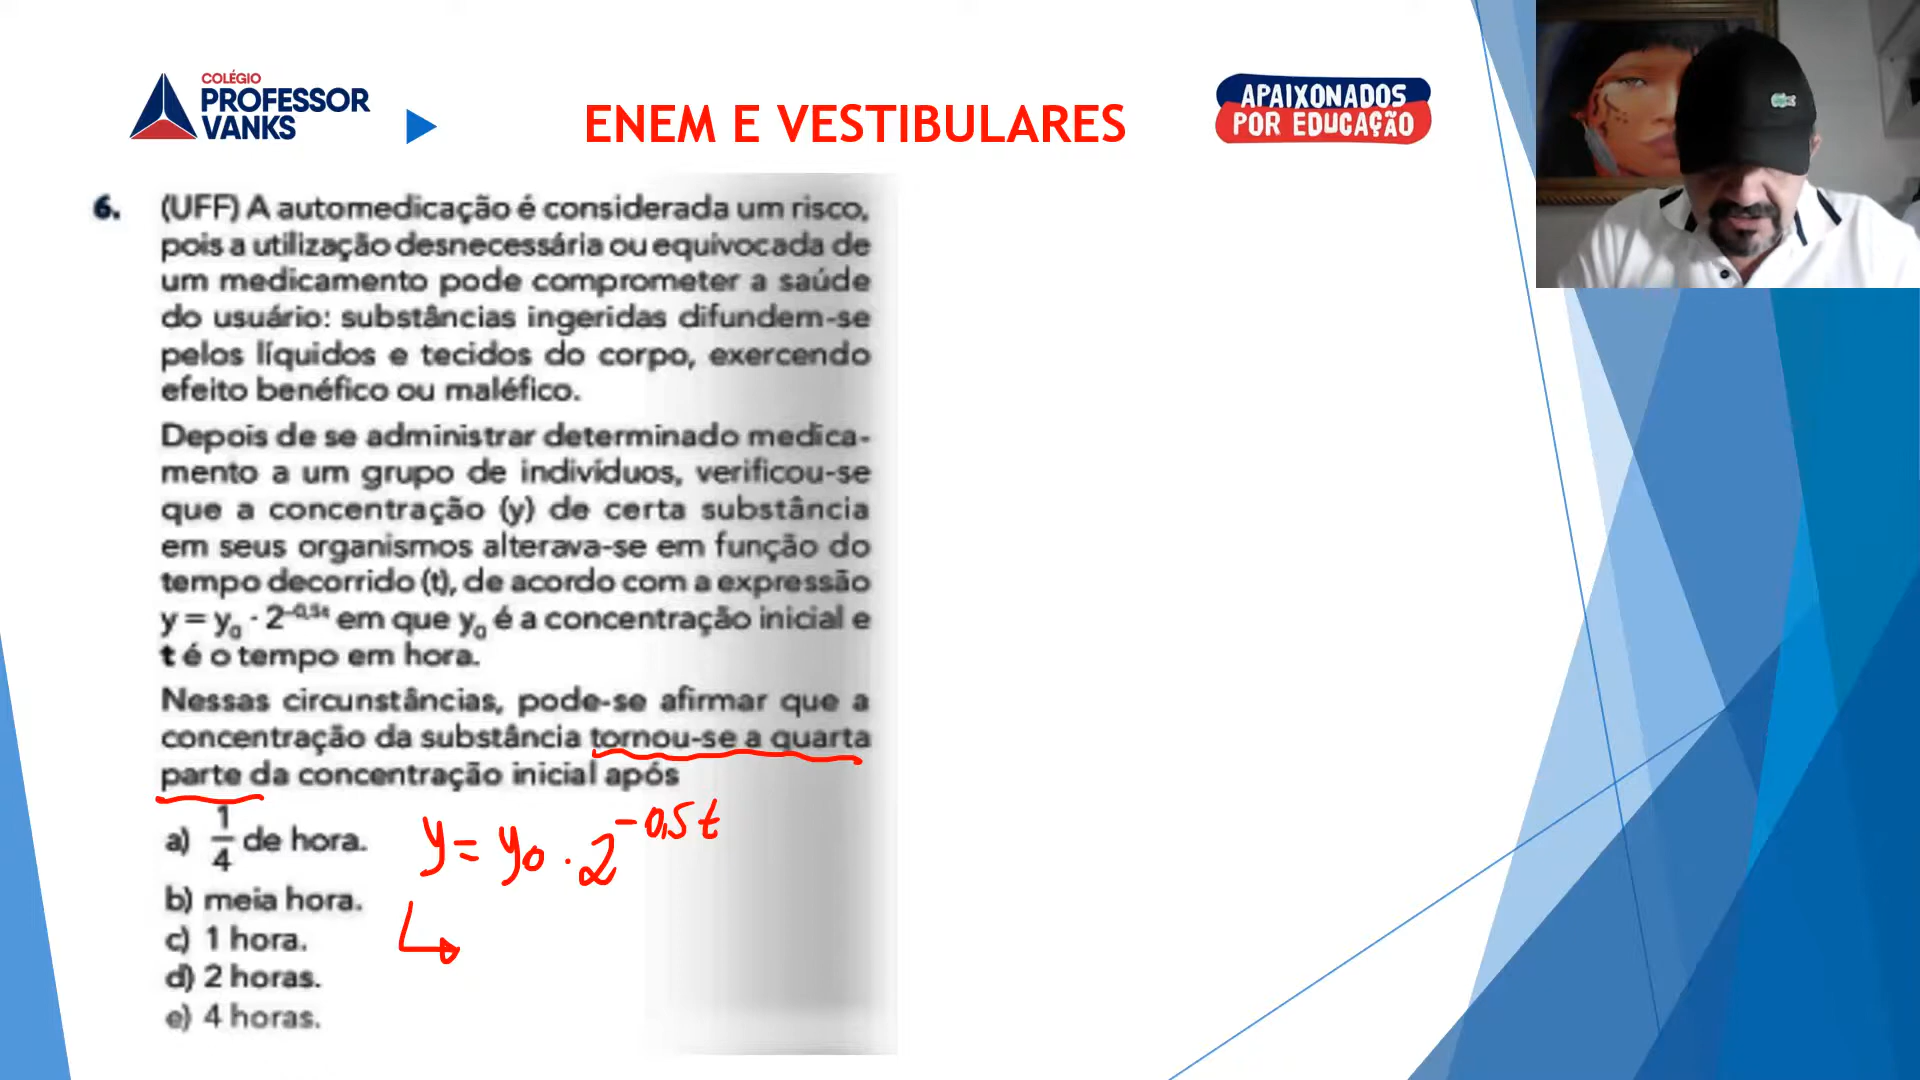 COLÉGIO
PROFESSOR
VANKS
ENEM E VESTIBULARES
APAIXONADOS
POR EDUCAÇÃO
6. (UFF) A automedicação é considerada um risco,
pois a utilização desnecessária ou equivocada de
um medicamento pode comprometer a saúde
do usuário: substâncias ingeridas difundem-se
pelos líquidos e tecidos do corpo, exercendo
efeito benéfico ou maléfico.
Depois de se administrar determinado medica-
mento a um grupo de indivíduos, verificou-se
que a concentração (y) de certa substância
em seus organismos alterava-se em função do
tempo decorrido (t), de acordo com a expressão
y = y₀ · 2^{-0,5t} em que y₀ é a concentração inicial e
t é o tempo em hora.
Nessas circunstâncias, pode-se afirmar que a
concentração da substância tornou-se a quarta
parte da concentração inicial após
a) 1/4 de hora.
y = y₀ · 2^{-0,5t}
b) meia hora.
c) 1 hora.
d) 2 horas.
e) 4 horas.